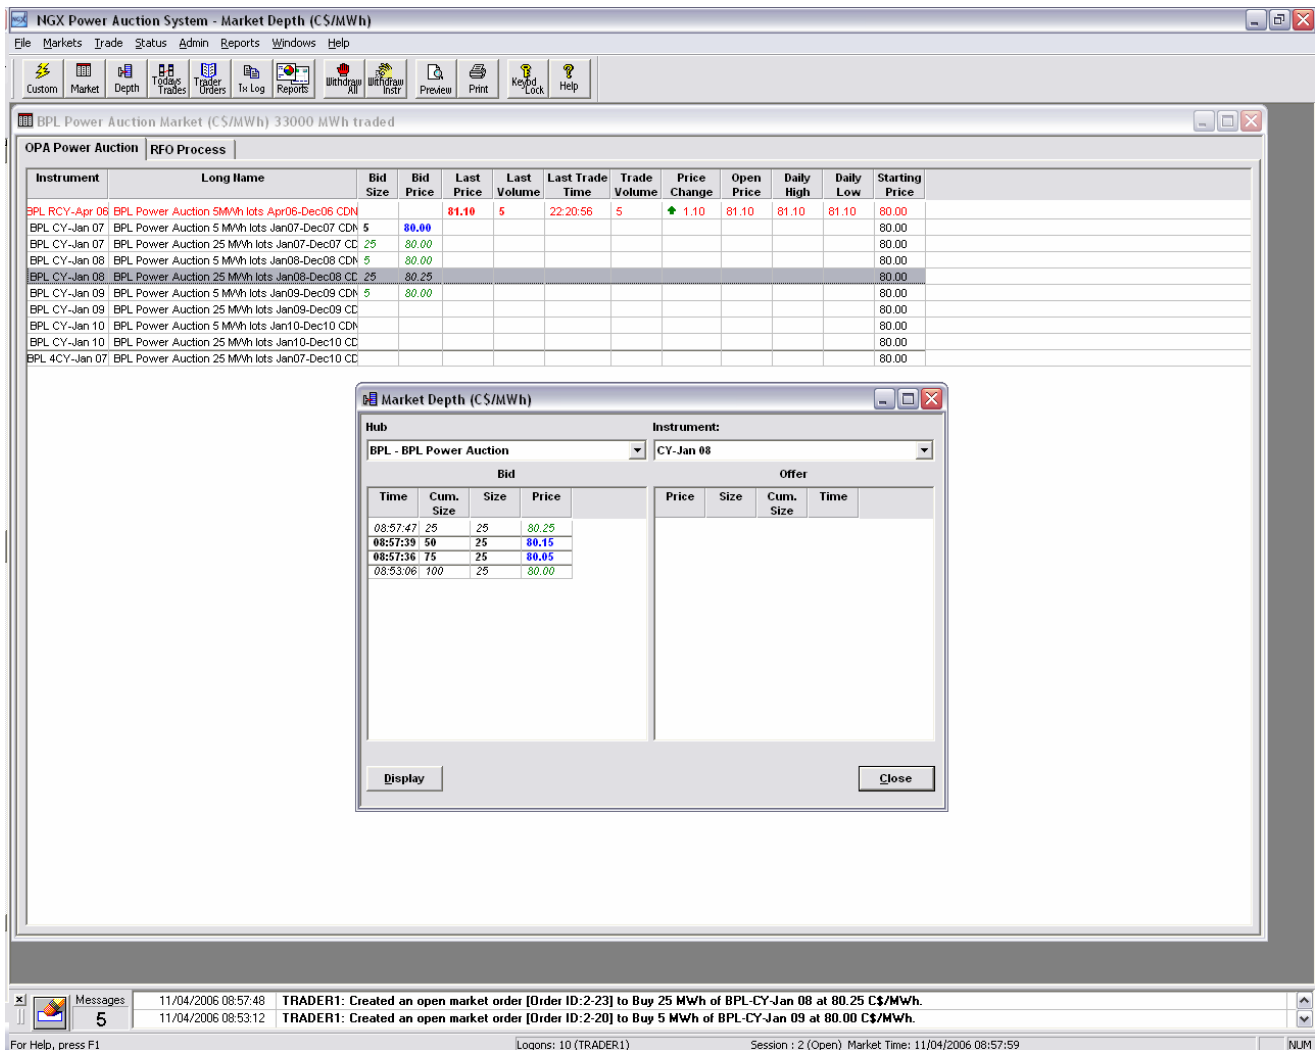 NGX Power Auction System - Market Depth (C$/MWh)
File Markets Trade Status Admin Reports Windows Help
Custom Market Depth Todays Trades Trader Orders Tx Log Reports Withdraw All Withdraw Instr Preview Print Keybd Lock Help
BPL Power Auction Market (C$/MWh) 33000 MWh traded
OPA Power Auction RFO Process
Instrument Long Name Bid Size Bid Price Last Price Last Volume Last Trade Time Trade Volume Price Change Open Price Daily High Daily Low Starting Price
BPL RCY-Apr 06 BPL Power Auction 5MWh lots Apr06-Dec06 CDN 81.10 5 22:20:56 5 1.10 81.10 81.10 81.10 80.00
BPL CY-Jan 07 BPL Power Auction 5 MWh lots Jan07-Dec07 CDN 5 80.00 80.00
BPL CY-Jan 07 BPL Power Auction 25 MWh lots Jan07-Dec07 CD 25 80.00 80.00
BPL CY-Jan 08 BPL Power Auction 5 MWh lots Jan08-Dec08 CDN 5 80.00 80.00
BPL CY-Jan 08 BPL Power Auction 25 MWh lots Jan08-Dec08 CD 25 80.25 80.00
BPL CY-Jan 09 BPL Power Auction 5 MWh lots Jan09-Dec09 CDN 5 80.00 80.00
BPL CY-Jan 09 BPL Power Auction 25 MWh lots Jan09-Dec09 CD 80.00
BPL CY-Jan 10 BPL Power Auction 5 MWh lots Jan10-Dec10 CDN 80.00
BPL CY-Jan 10 BPL Power Auction 25 MWh lots Jan10-Dec10 CD 80.00
BPL 4CY-Jan 07 BPL Power Auction 25 MWh lots Jan07-Dec10 CD 80.00
Market Depth (C$/MWh)
Hub Instrument:
BPL - BPL Power Auction CY-Jan 08
Bid Offer
Time Cum. Size Size Price Price Size Cum. Size Time
08:57:47 25 25 80.25
08:57:39 50 25 80.15
08:57:36 75 25 80.05
08:53:06 100 25 80.00
Display Close
Messages 5
11/04/2006 08:57:48 TRADER1: Created an open market order [Order ID:2-23] to Buy 25 MWh of BPL-CY-Jan 08 at 80.25 C$/MWh.
11/04/2006 08:53:12 TRADER1: Created an open market order [Order ID:2-20] to Buy 5 MWh of BPL-CY-Jan 09 at 80.00 C$/MWh.
For Help, press F1 Logons: 10 (TRADER1) Session : 2 (Open) Market Time: 11/04/2006 08:57:59 NUM